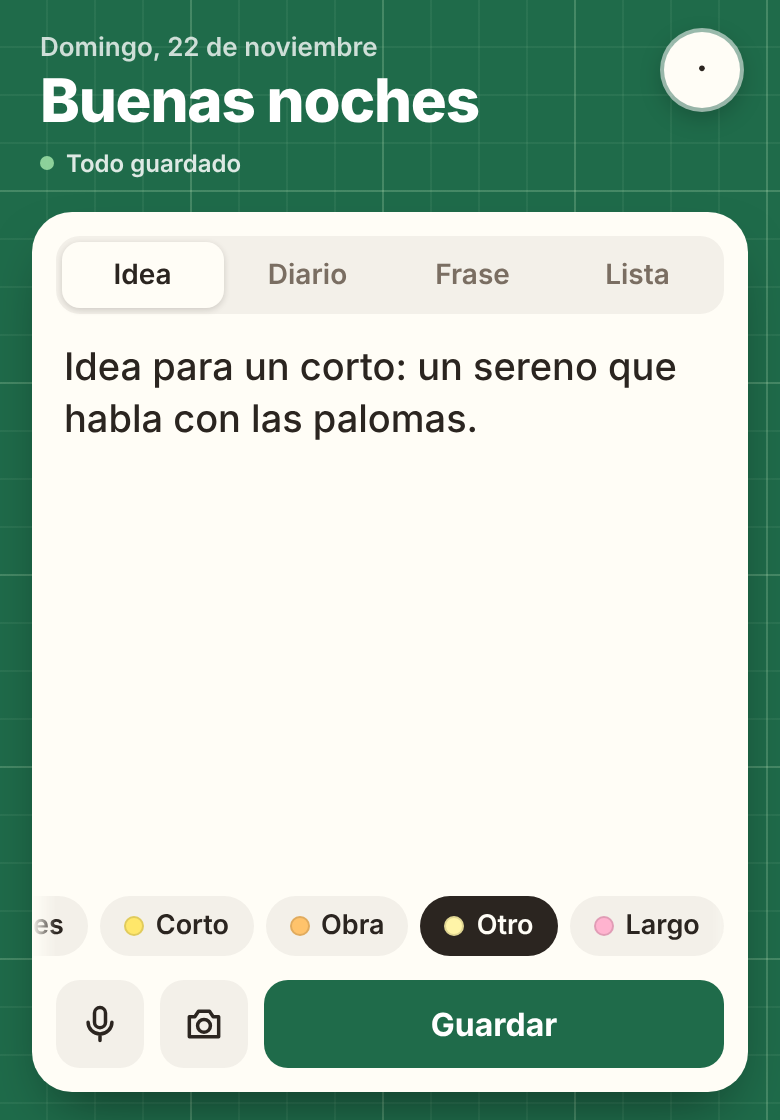 Domingo, 22 de noviembre
Buenas noches
Todo guardado
Idea
Diario
Frase
Lista
Idea para un corto: un sereno que
habla con las palomas.
es
Corto
Obra
Otro
Largo
Guardar